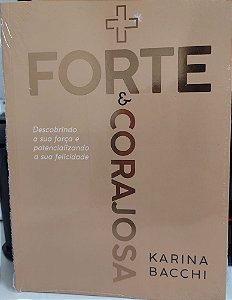 + FORTE
& CORAJOSA
Descobrindo
a sua força e
potencializando
a sua felicidade
KARINA
BACCHI